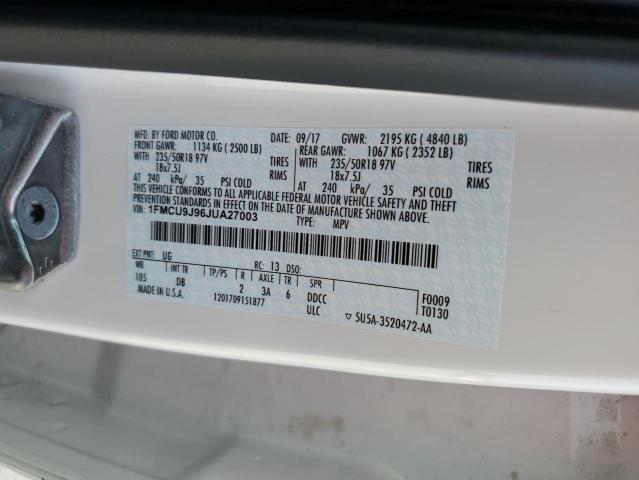 MFD. BY FORD MOTOR CO. 09/17 GVWR: 2195 KG ( 4840 LB)
FRONT GAWR: 1134 KG ( 2500 LB) REAR GAWR: 1067 KG ( 2352 LB)
WITH 235/50R18 97V TIRES WITH 235/50R18 97V TIRES
18x7.5J RIMS 18x7.5J RIMS
AT 240 kPa/ 35 PSI COLD AT 240 kPa/ 35 PSI COLD
THIS VEHICLE CONFORMS TO ALL APPLICABLE FEDERAL MOTOR VEHICLE SAFETY AND THEFT
PREVENTION STANDARDS IN EFFECT ON THE DATE OF MANUFACTURE SHOWN ABOVE.
VIN: 1FMCU9J96JUA27003 TYPE: MPV
EXT PNT: UG RC: 13 DSO:
WB INT TR TP/PS R AXLE TR SPR
105 DB 2 3A 6 DDCC F0009
MADE IN U.S.A. 1201709151877 ULC T0130
▽ 5U5A-3520472-AA